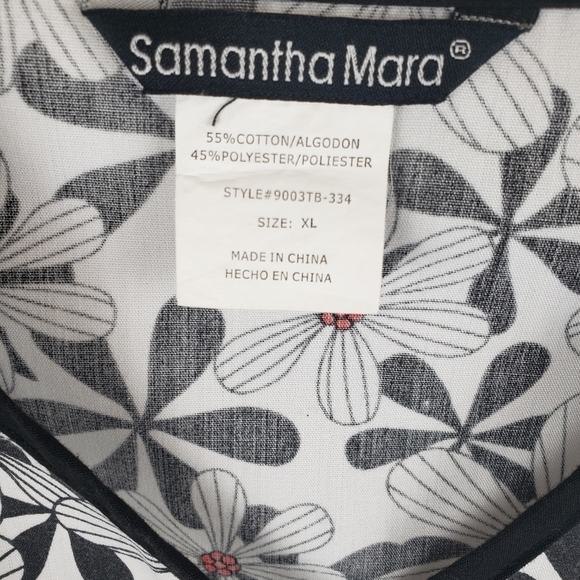 Samantha Mara®
55%COTTON/ALGODON
45%POLYESTER/POLIESTER
STYLE#9003TB-334
SIZE: XL
MADE IN CHINA
HECHO EN CHINA